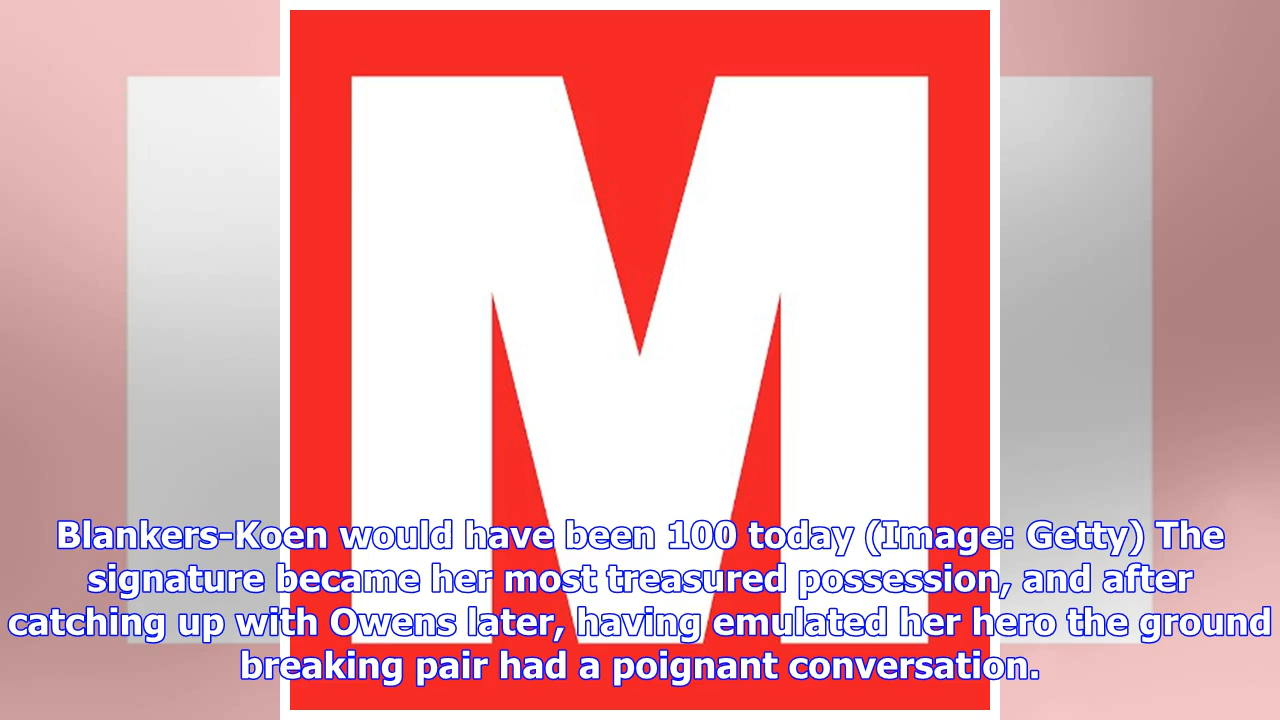 M
Blankers-Koen would have been 100 today (Image: Getty) The
signature became her most treasured possession, and after
catching up with Owens later, having emulated her hero the ground
breaking pair had a poignant conversation.